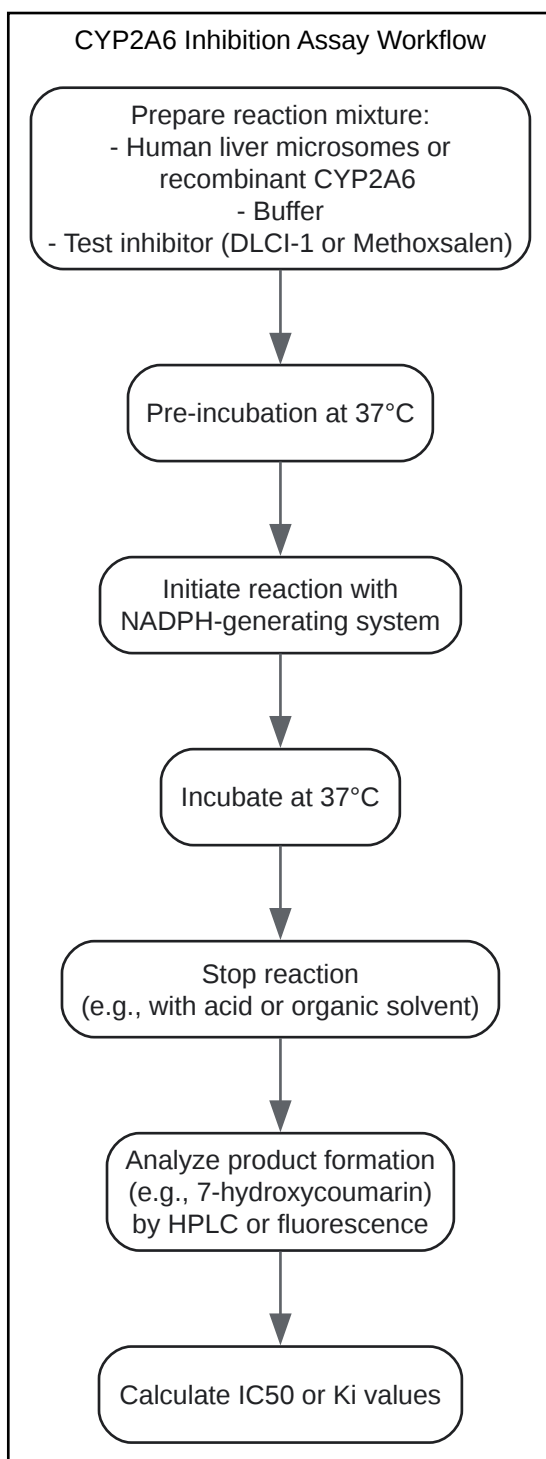 CYP2A6 Inhibition Assay Workflow
Prepare reaction mixture:
- Human liver microsomes or
recombinant CYP2A6
- Buffer
- Test inhibitor (DLCI-1 or Methoxsalen)
Pre-incubation at 37°C
Initiate reaction with
NADPH-generating system
Incubate at 37°C
Stop reaction
(e.g., with acid or organic solvent)
Analyze product formation
(e.g., 7-hydroxycoumarin)
by HPLC or fluorescence
Calculate IC50 or Ki values